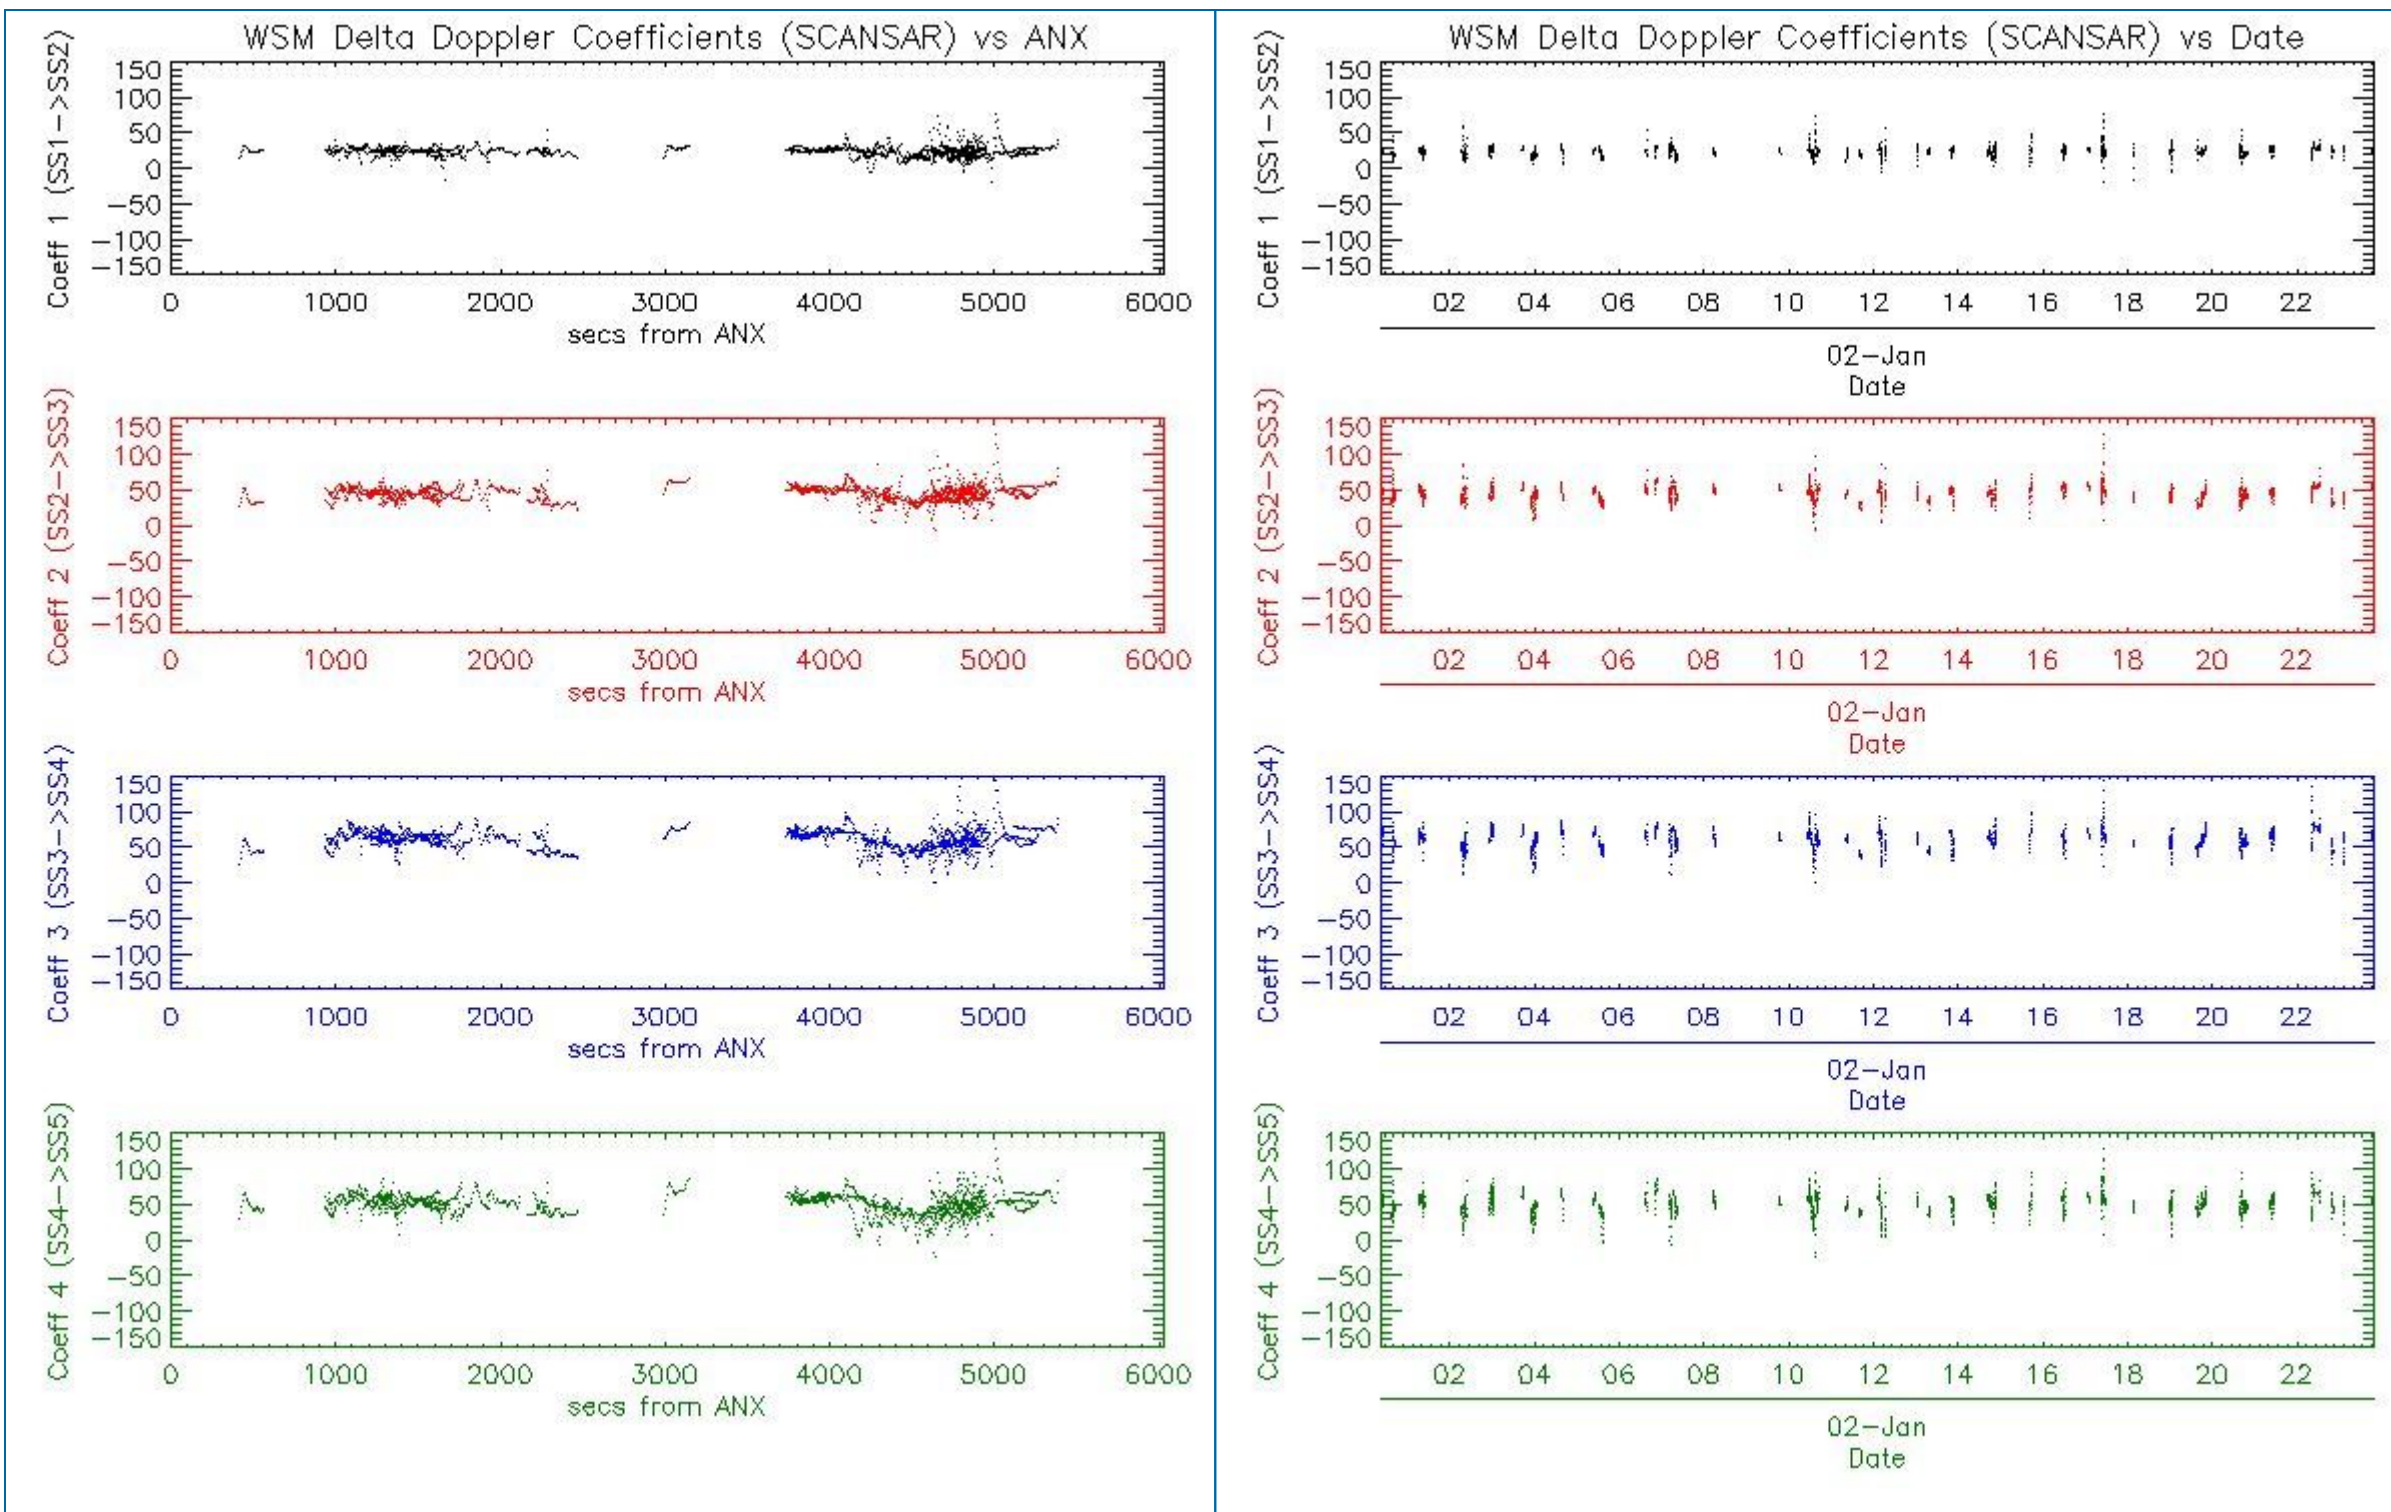 WSM Delta Doppler Coefficients (SCANSAR) vs ANX
Coeff 1 (SS1->SS2)
150
100
50
0
-50
-100
-150
0 1000 2000 3000 4000 5000 6000
secs from ANX
Coeff 2 (SS2->SS3)
150
100
50
0
-50
-100
-150
0 1000 2000 3000 4000 5000 6000
secs from ANX
Coeff 3 (SS3->SS4)
150
100
50
0
-50
-100
-150
0 1000 2000 3000 4000 5000 6000
secs from ANX
Coeff 4 (SS4->SS5)
150
100
50
0
-50
-100
-150
0 1000 2000 3000 4000 5000 6000
secs from ANX
WSM Delta Doppler Coefficients (SCANSAR) vs Date
Coeff 1 (SS1->SS2)
150
100
50
0
-50
-100
-150
02 04 06 08 10 12 14 16 18 20 22
02-Jan
Date
Coeff 2 (SS2->SS3)
150
100
50
0
-50
-100
-150
02 04 06 08 10 12 14 16 18 20 22
02-Jan
Date
Coeff 3 (SS3->SS4)
150
100
50
0
-50
-100
-150
02 04 06 08 10 12 14 16 18 20 22
02-Jan
Date
Coeff 4 (SS4->SS5)
150
100
50
0
-50
-100
-150
02 04 06 08 10 12 14 16 18 20 22
02-Jan
Date